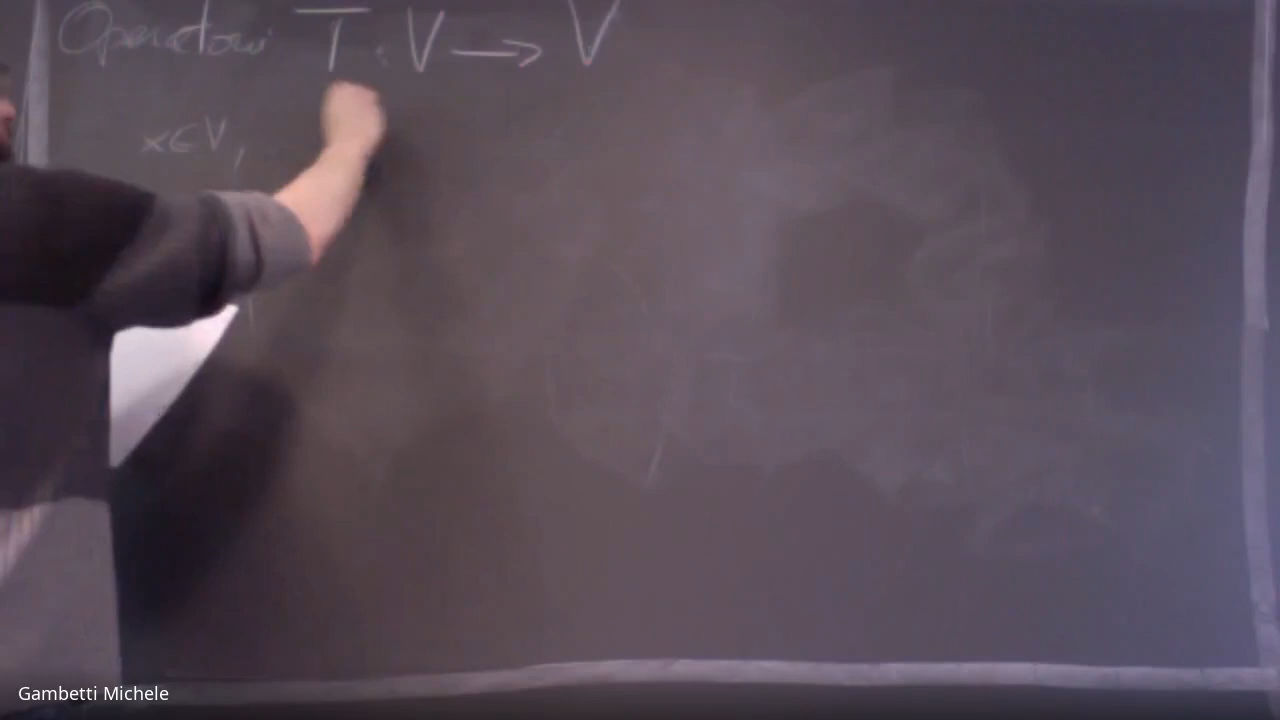 Operatori T : V → V
x ∈ V,
Gambetti Michele